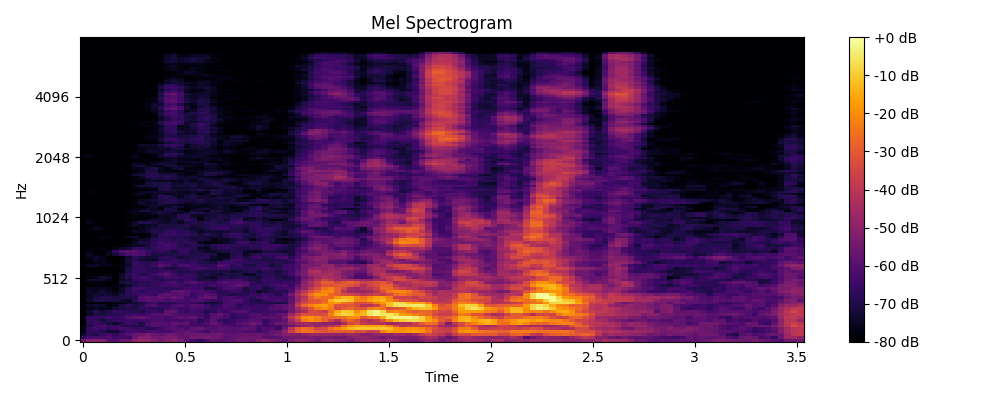 Mel Spectrogram
+0 dB
-10 dB
-20 dB
-30 dB
-40 dB
-50 dB
-60 dB
-70 dB
-80 dB
4096
2048
1024
512
0
Hz
0 0.5 1 1.5 2 2.5 3 3.5
Time